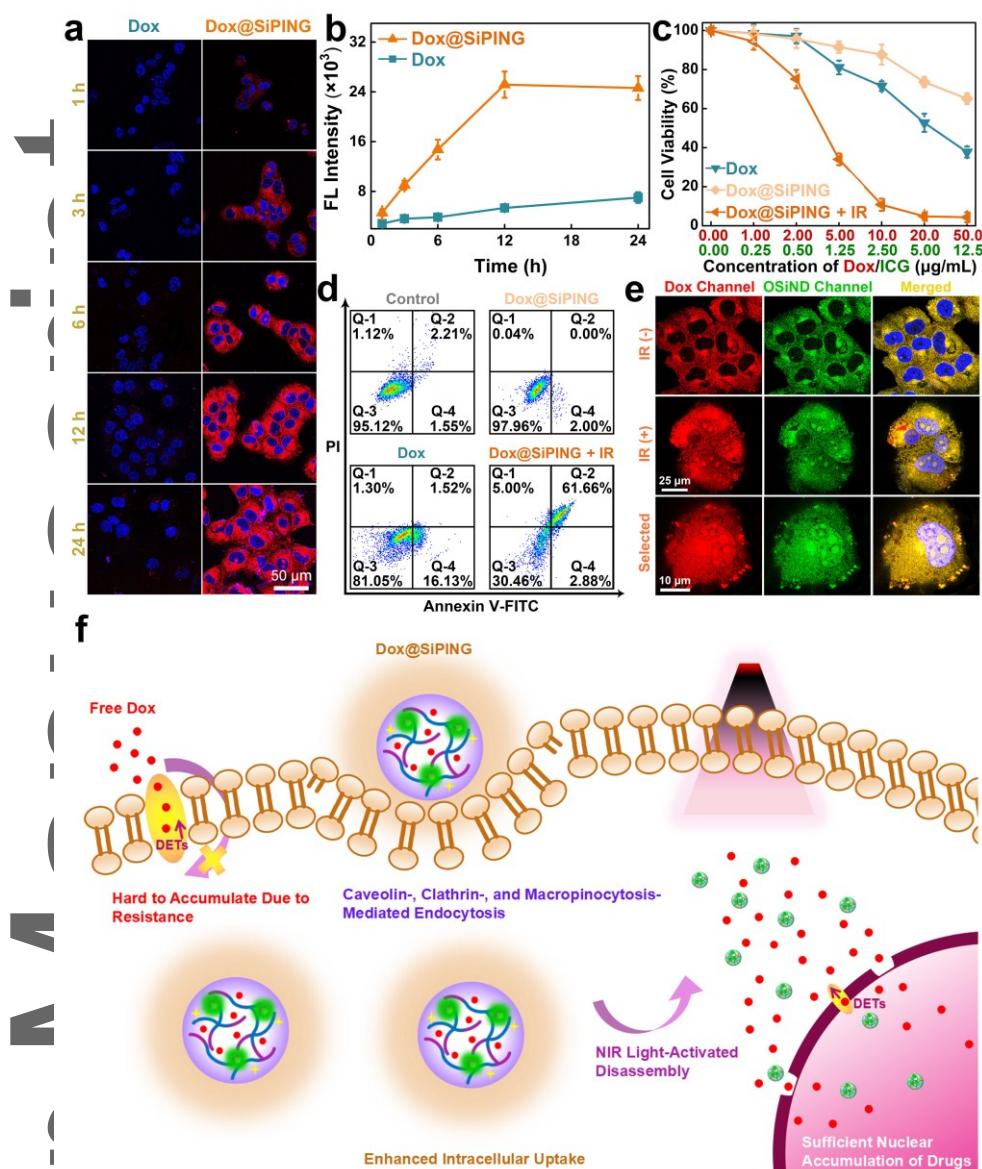 a
Dox
Dox@SiPING
1 h
3 h
6 h
12 h
24 h
50 μm
b
FL Intensity (×10³)
32
24
16
8
Dox@SiPING
Dox
0
6
12
18
24
Time (h)
c
Cell Viability (%)
100
80
60
40
20
0
Dox
Dox@SiPING
Dox@SiPING + IR
0.00 1.00 2.00 5.00 10.0 20.0 50.0
0.00 0.25 0.50 1.25 2.50 5.00 12.5
Concentration of Dox/ICG (μg/mL)
d
Control
Dox@SiPING
Q-1 Q-2 Q-1 Q-2
1.12% 2.21% 0.04% 0.00%
Q-3 Q-4 Q-3 Q-4
95.12% 1.55% 97.96% 2.00%
PI
Dox
Dox@SiPING + IR
Q-1 Q-2 Q-1 Q-2
1.30% 1.52% 5.00% 61.66%
Q-3 Q-4 Q-3 Q-4
81.05% 16.13% 30.46% 2.88%
Annexin V-FITC
e
Dox Channel
OSiND Channel
Merged
IR (-)
IR (+)
25 μm
Selected
10 μm
f
Dox@SiPING
Free Dox
DETs
Hard to Accumulate Due to
Resistance
Caveolin-, Clathrin-, and Macropinocytosis-
Mediated Endocytosis
DETs
NIR Light-Activated
Disassembly
Enhanced Intracellular Uptake
Sufficient Nuclear
Accumulation of Drugs